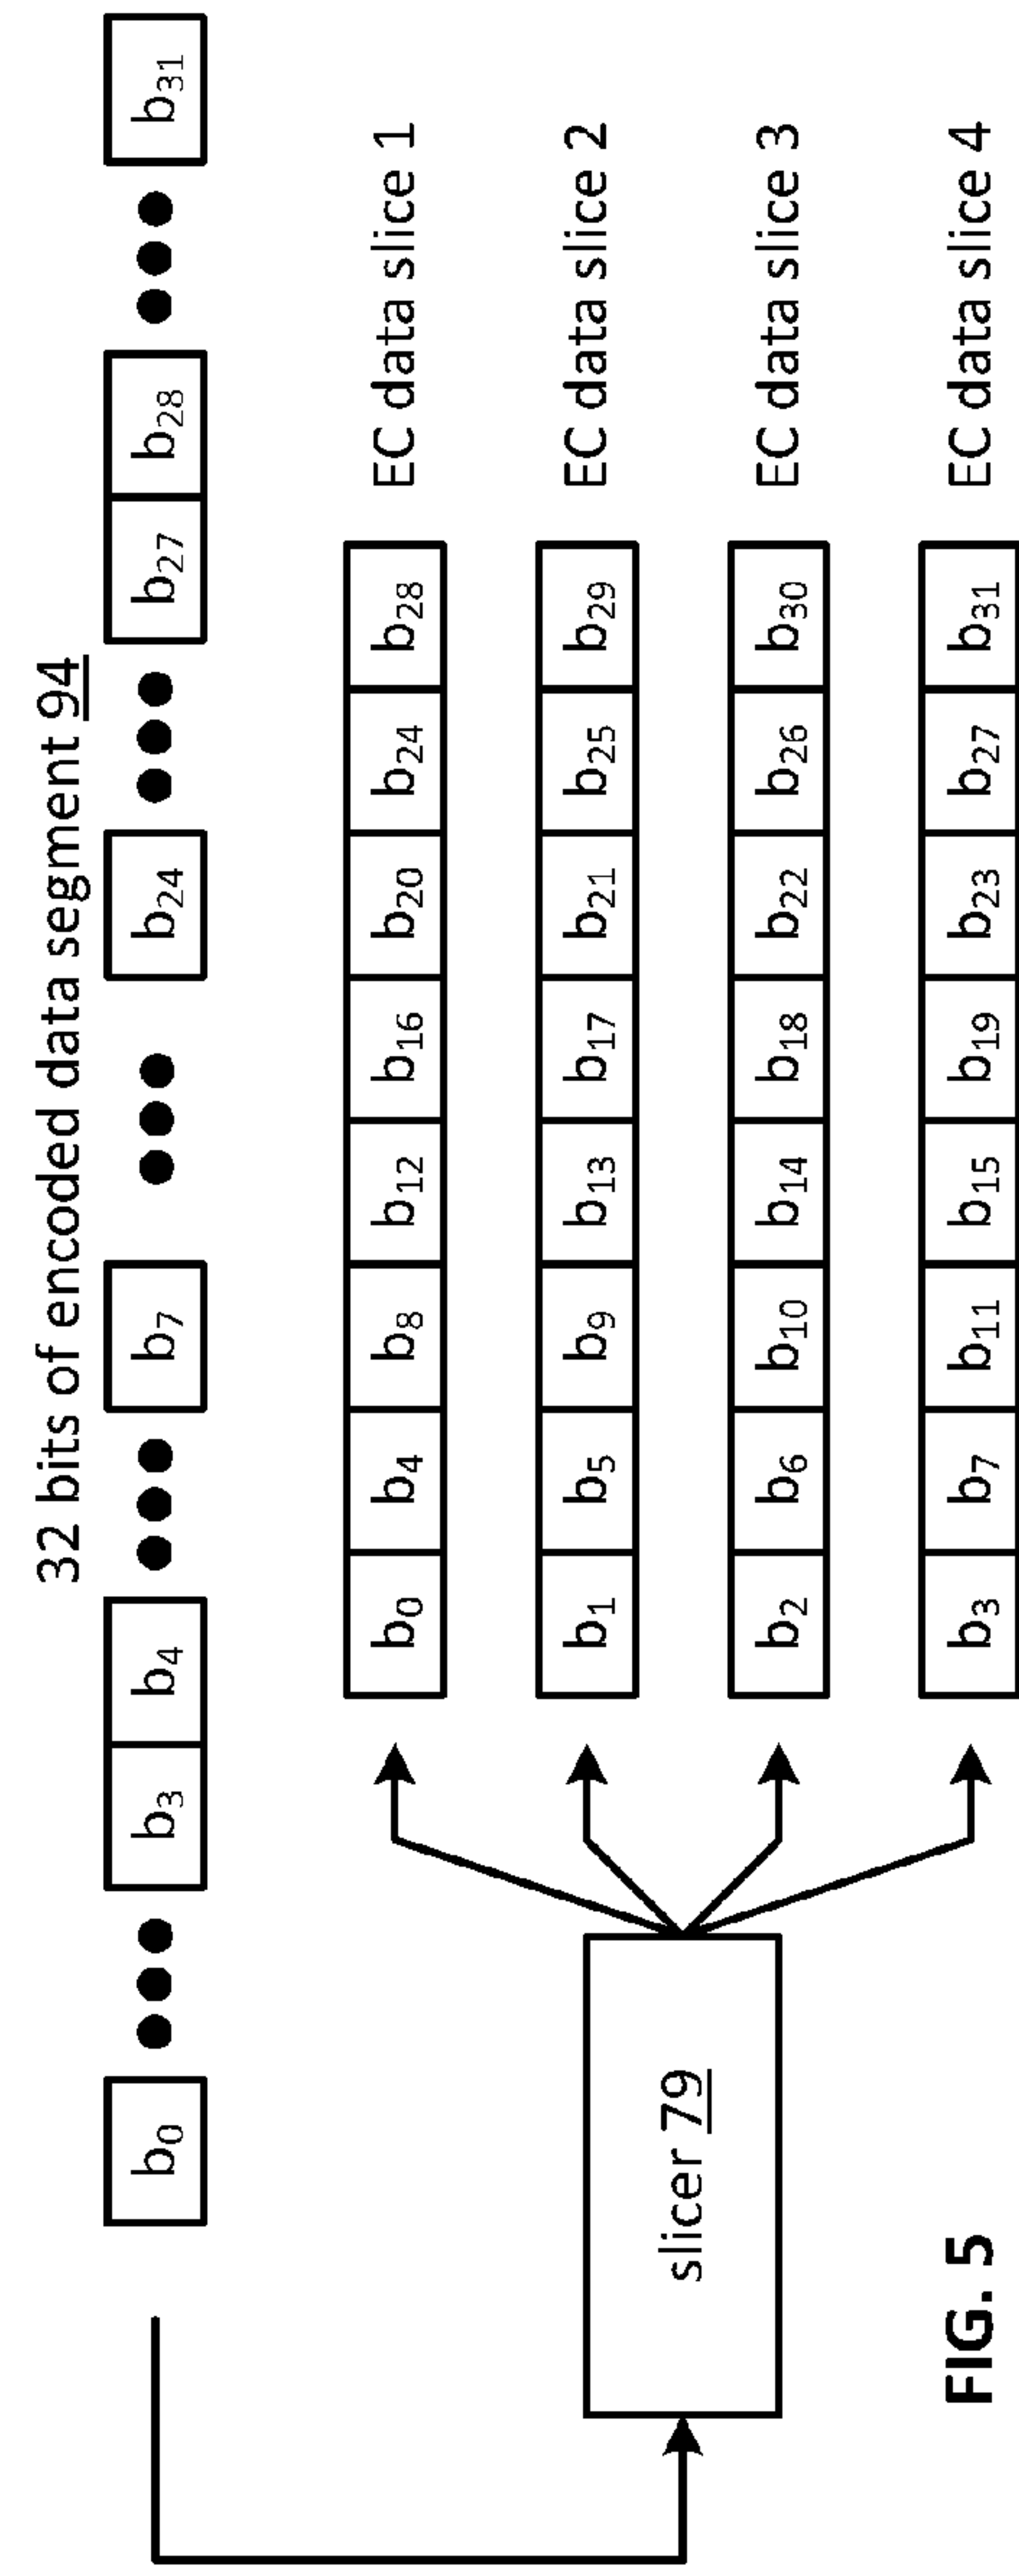 32 bits of encoded data segment 94
b0 b3 b4 b7 b24 b27 b28 b31
b0 b4 b8 b12 b16 b20 b24 b28 EC data slice 1
b1 b5 b9 b13 b17 b21 b25 b29 EC data slice 2
slicer 79
b2 b6 b10 b14 b18 b22 b26 b30 EC data slice 3
b3 b7 b11 b15 b19 b23 b27 b31 EC data slice 4
FIG. 5